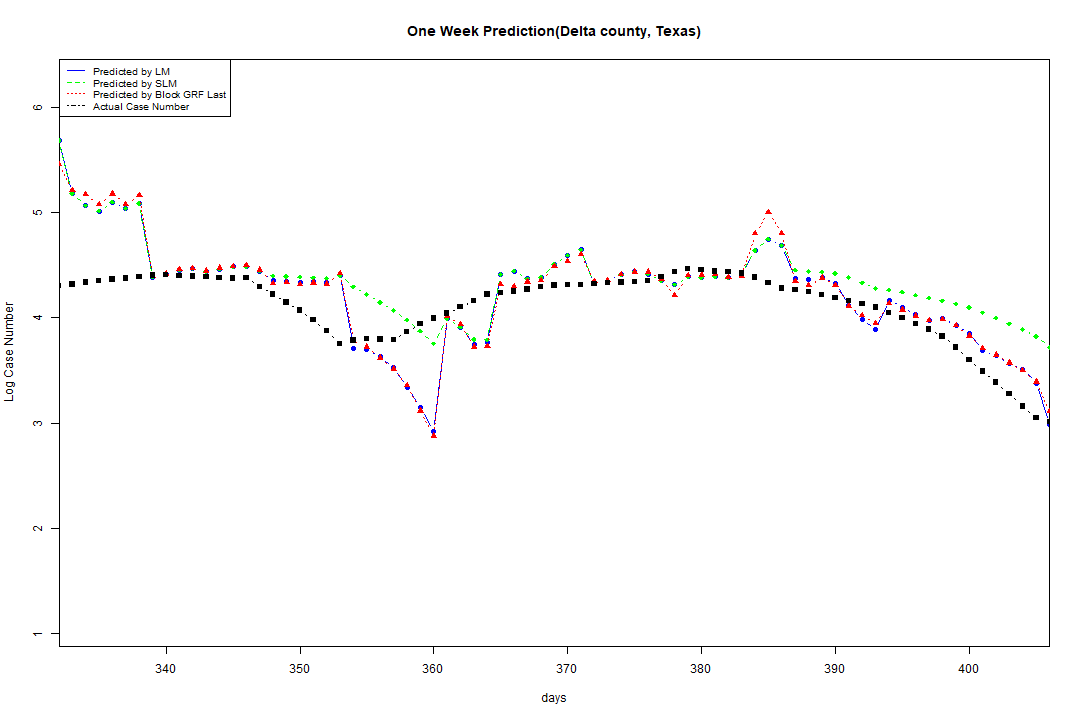 One Week Prediction(Delta county, Texas)
Predicted by LM
Predicted by SLM
Predicted by Block GRF Last
Actual Case Number
Log Case Number
6
5
4
3
2
1
340 350 360 370 380 390 400
days